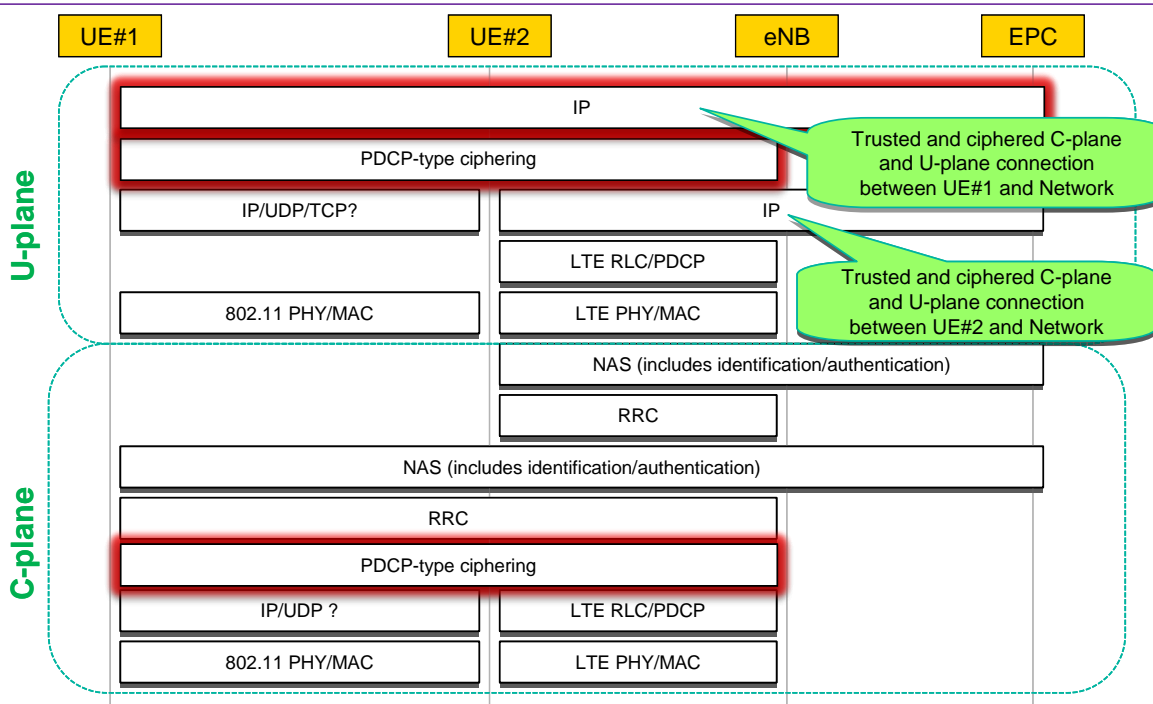 UE#1
UE#2
eNB
EPC
U-plane
IP
Trusted and ciphered C-plane
and U-plane connection
between UE#1 and Network
PDCP-type ciphering
IP/UDP/TCP?
IP
LTE RLC/PDCP
Trusted and ciphered C-plane
and U-plane connection
between UE#2 and Network
802.11 PHY/MAC
LTE PHY/MAC
C-plane
NAS (includes identification/authentication)
RRC
NAS (includes identification/authentication)
RRC
PDCP-type ciphering
IP/UDP ?
LTE RLC/PDCP
802.11 PHY/MAC
LTE PHY/MAC